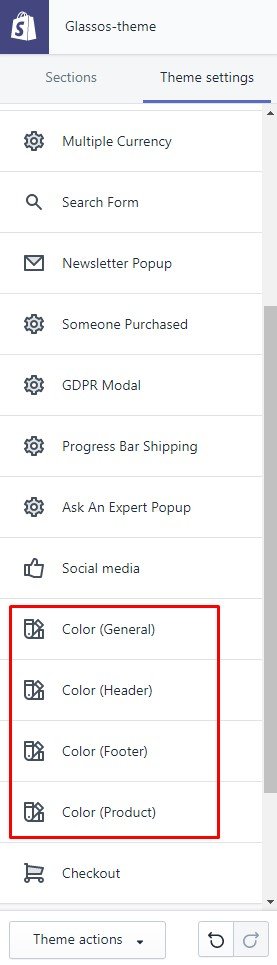 Glassos-theme
Sections
Theme settings
Multiple Currency
Search Form
Newsletter Popup
Someone Purchased
GDPR Modal
Progress Bar Shipping
Ask An Expert Popup
Social media
Color (General)
Color (Header)
Color (Footer)
Color (Product)
Checkout
Theme actions